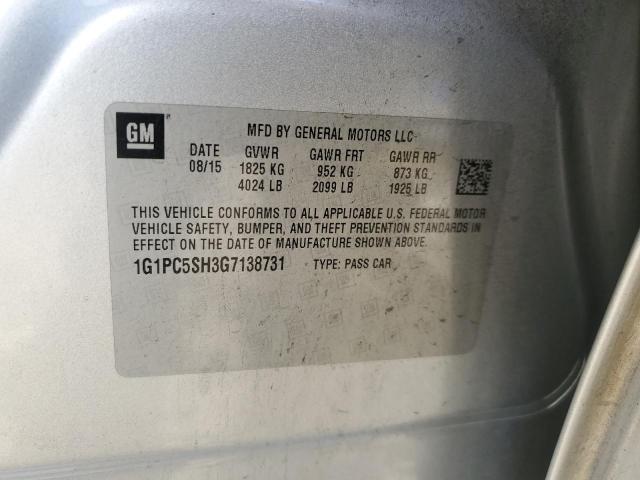 GM
MFD BY GENERAL MOTORS LLC
DATE GVWR GAWR FRT GAWR RR
08/15 1825 KG 952 KG 873 KG
4024 LB 2099 LB 1925 LB
THIS VEHICLE CONFORMS TO ALL APPLICABLE U.S. FEDERAL MOTOR
VEHICLE SAFETY, BUMPER, AND THEFT PREVENTION STANDARDS IN
EFFECT ON THE DATE OF MANUFACTURE SHOWN ABOVE.
1G1PC5SH3G7138731 TYPE: PASS CAR